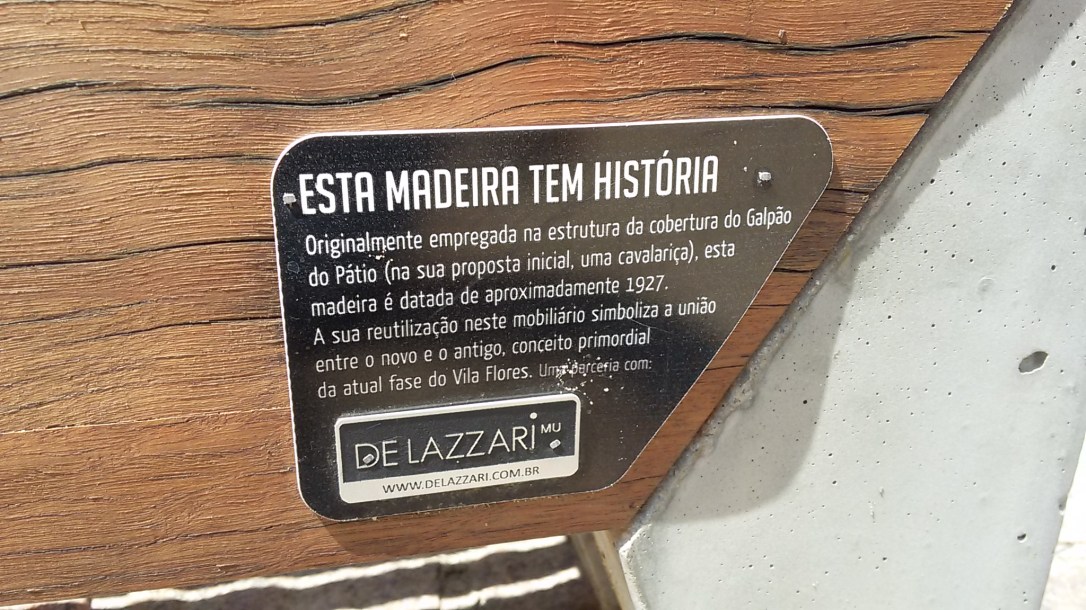 ESTA MADEIRA TEM HISTÓRIA
Originalmente empregada na estrutura da cobertura do Galpão
do Pátio (na sua proposta inicial, uma cavalariça), esta
madeira é datada de aproximadamente 1927.
A sua reutilização neste mobiliário simboliza a união
entre o novo e o antigo, conceito primordial
da atual fase do Vila Flores. Uma parceria com:
DE LAZZARI MU
WWW.DELAZZARI.COM.BR